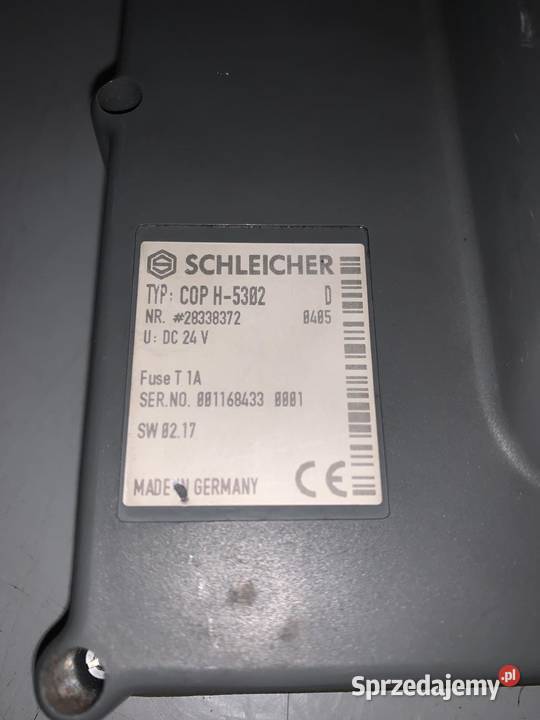 SCHLEICHER
TYP: COP H-5302 D
NR. #28338372 0405
U: DC 24 V
Fuse T 1A
SER.NO. 001168433 0001
SW 02.17
MADE IN GERMANY CE
Sprzedajemy.pl